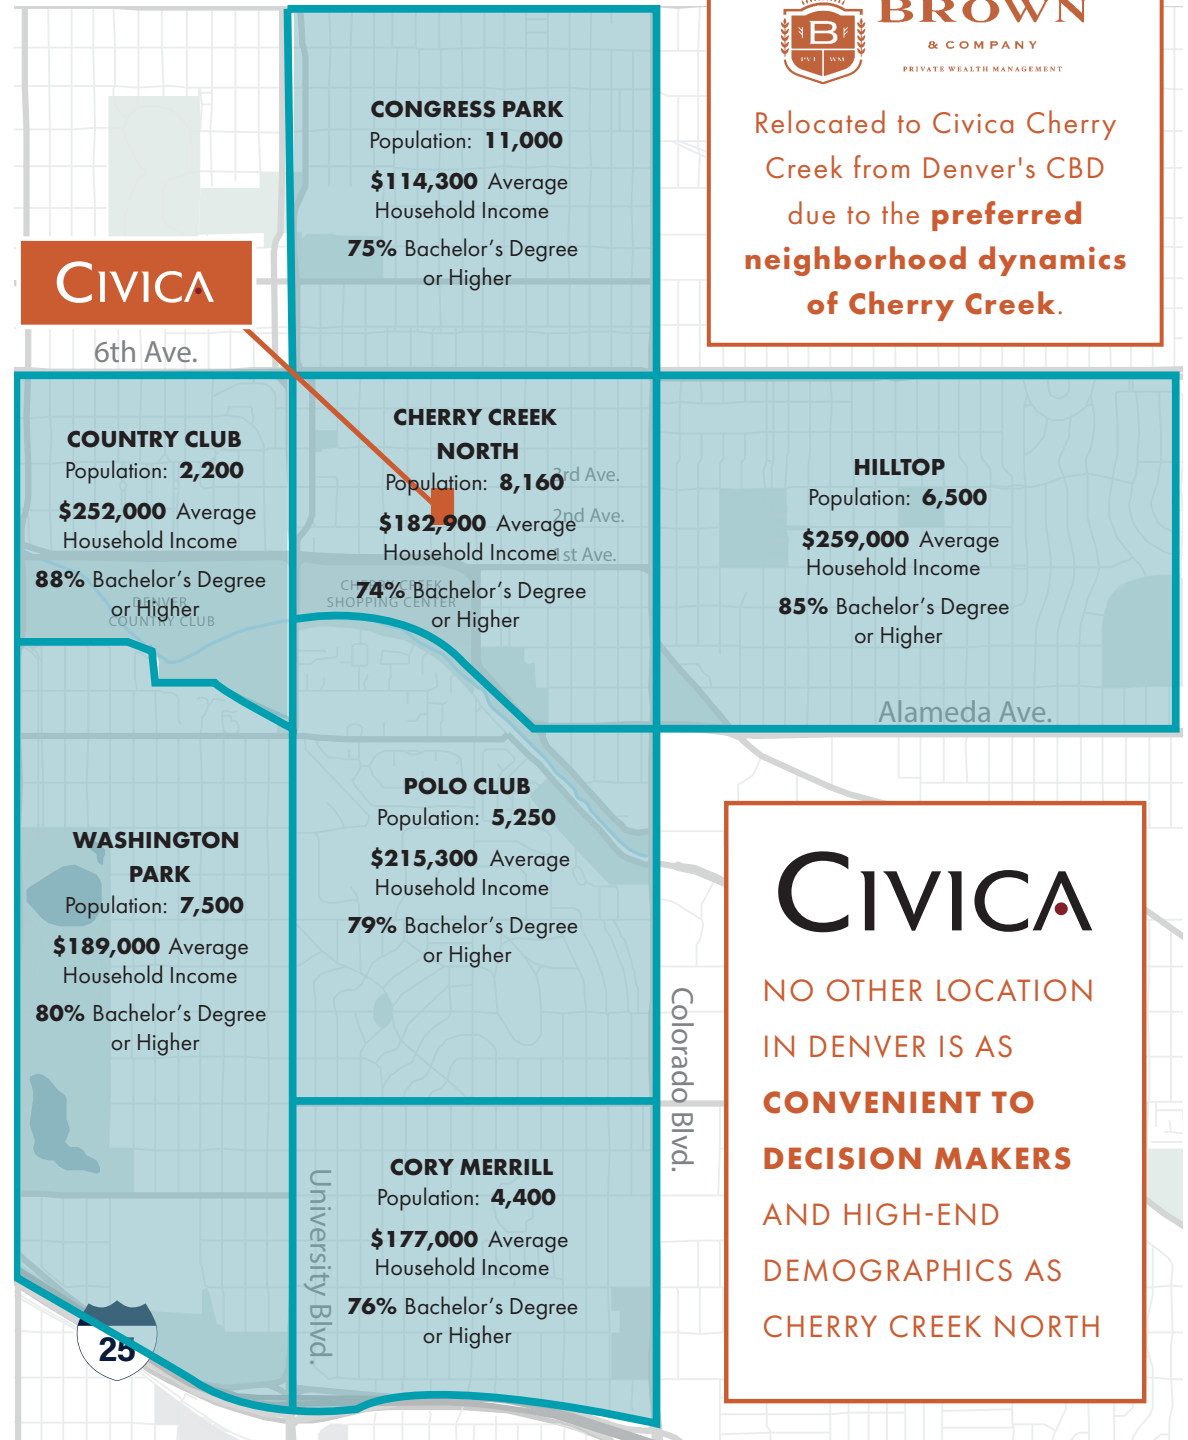 BROWN
& COMPANY
PRIVATE WEALTH MANAGEMENT
B
PVT WM
Relocated to Civica Cherry
Creek from Denver's CBD
due to the preferred
neighborhood dynamics
of Cherry Creek.
CONGRESS PARK
Population: 11,000
$114,300 Average
Household Income
75% Bachelor's Degree
or Higher
CIVICA
6th Ave.
COUNTRY CLUB
Population: 2,200
$252,000 Average
Household Income
88% Bachelor's Degree
or Higher
DENVER
COUNTRY CLUB
CHERRY CREEK
NORTH
Population: 8,160
$182,900 Average
Household Income
74% Bachelor's Degree
or Higher
3rd Ave.
2nd Ave.
1st Ave.
CHERRY CREEK
SHOPPING CENTER
HILLTOP
Population: 6,500
$259,000 Average
Household Income
85% Bachelor's Degree
or Higher
Alameda Ave.
WASHINGTON
PARK
Population: 7,500
$189,000 Average
Household Income
80% Bachelor's Degree
or Higher
POLO CLUB
Population: 5,250
$215,300 Average
Household Income
79% Bachelor's Degree
or Higher
Colorado Blvd.
CIVICA
NO OTHER LOCATION
IN DENVER IS AS
CONVENIENT TO
DECISION MAKERS
AND HIGH-END
DEMOGRAPHICS AS
CHERRY CREEK NORTH
CORY MERRILL
Population: 4,400
$177,000 Average
Household Income
76% Bachelor's Degree
or Higher
University Blvd.
25